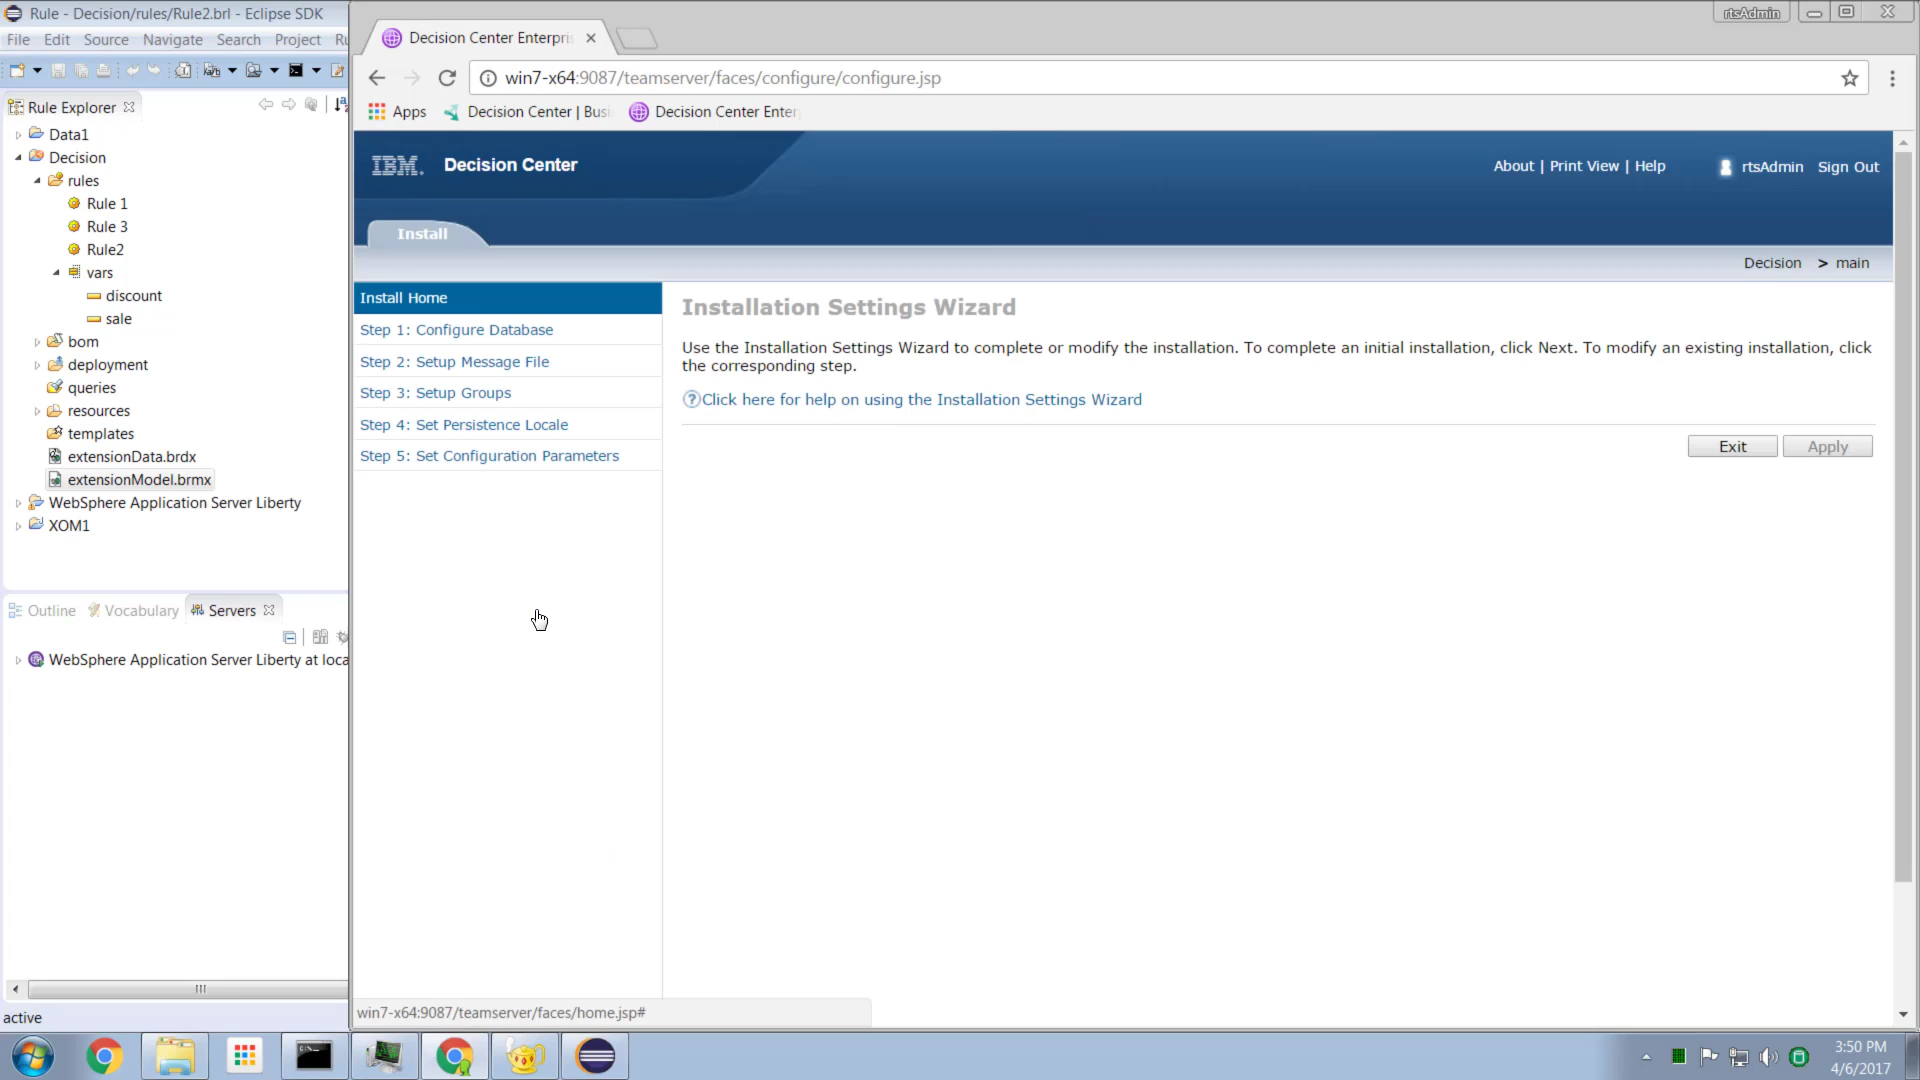 Rule - Decision/rules/Rule2.brl - Eclipse SDK
File Edit Source Navigate Search Project Ru
Rule Explorer
Data1
Decision
rules
Rule 1
Rule 3
Rule2
vars
discount
sale
bom
deployment
queries
resources
templates
extensionData.brdx
extensionModel.brmx
WebSphere Application Server Liberty
XOM1
Outline Vocabulary Servers
WebSphere Application Server Liberty at loca
active
rtsAdmin
Decision Center Enterpri
win7-x64:9087/teamserver/faces/configure/configure.jsp
Apps Decision Center | Busi Decision Center Enter
IBM. Decision Center
About | Print View | Help rtsAdmin Sign Out
Install
Decision > main
Install Home
Step 1: Configure Database
Step 2: Setup Message File
Step 3: Setup Groups
Step 4: Set Persistence Locale
Step 5: Set Configuration Parameters
Installation Settings Wizard
Use the Installation Settings Wizard to complete or modify the installation. To complete an initial installation, click Next. To modify an existing installation, click
the corresponding step.
?Click here for help on using the Installation Settings Wizard
Exit Apply
win7-x64:9087/teamserver/faces/home.jsp#
3:50 PM
4/6/2017